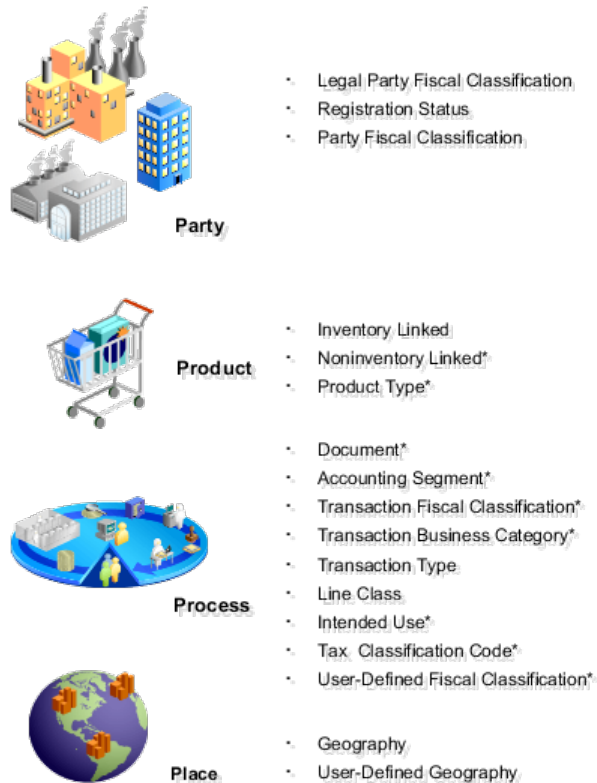 • Legal Party Fiscal Classification
• Registration Status
• Party Fiscal Classification
Party
• Inventory Linked
• Noninventory Linked*
Product
• Product Type*
• Document*
• Accounting Segment*
• Transaction Fiscal Classification*
• Transaction Business Category*
• Transaction Type
• Line Class
Process
• Intended Use*
• Tax Classification Code*
• User-Defined Fiscal Classification*
• Geography
Place
• User-Defined Geography